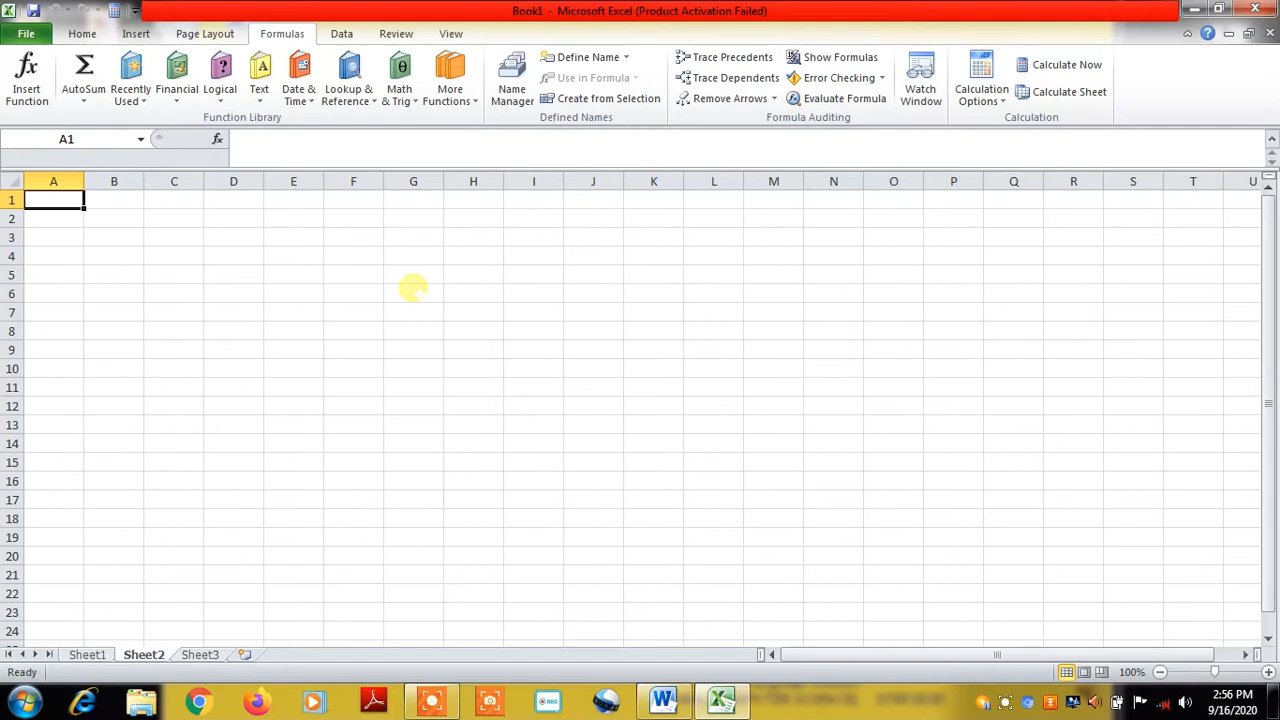 Book1 - Microsoft Excel (Product Activation Failed)
File Home Insert Page Layout Formulas Data Review View
fx Insert Function
Σ AutoSum
Recently Used
Financial
Logical
Text
Date & Time
Lookup & Reference
Math & Trig
More Functions
Function Library
Name Manager
Define Name
Use in Formula
Create from Selection
Defined Names
Trace Precedents
Trace Dependents
Remove Arrows
Show Formulas
Error Checking
Evaluate Formula
Formula Auditing
Watch Window
Calculation Options
Calculate Now
Calculate Sheet
Calculation
A1 fx
A B C D E F G H I J K L M N O P Q R S T U
1
2
3
4
5
6
7
8
9
10
11
12
13
14
15
16
17
18
19
20
21
22
23
24
Sheet1 Sheet2 Sheet3
Ready 100%
2:56 PM
9/16/2020